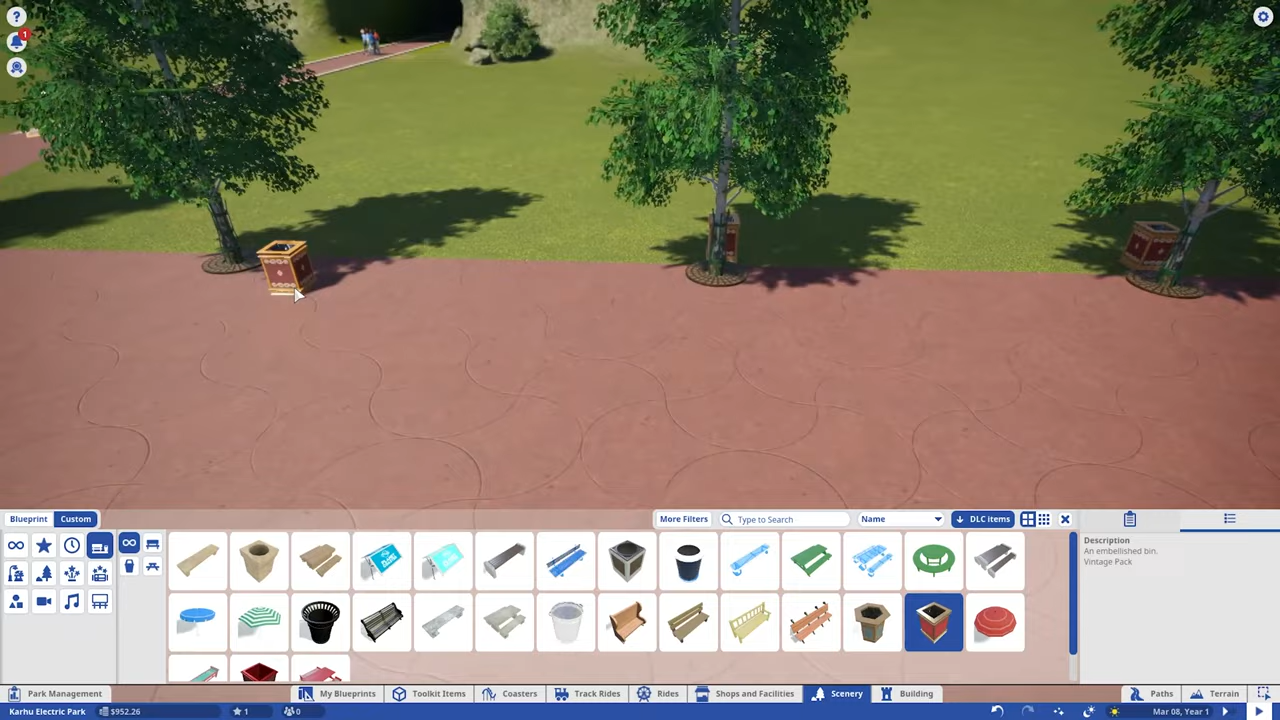 ?
1
Blueprint
Custom
More Filters
Type to Search
Name
DLC items
Description
An embellished bin.
Vintage Pack
Park Management
My Blueprints
Toolkit Items
Coasters
Track Rides
Rides
Shops and Facilities
Scenery
Building
Paths
Terrain
Karhu Electric Park
$952.26
1
0
Mar 08, Year 1